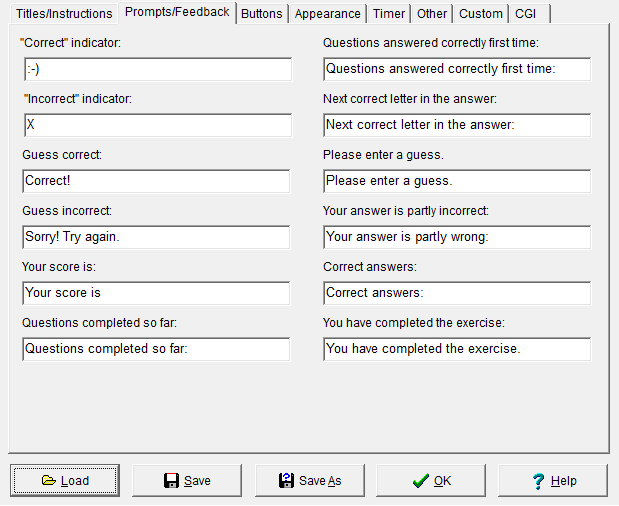 Titles/Instructions Prompts/Feedback Buttons Appearance Timer Other Custom CGI
"Correct" indicator:
:-)
"Incorrect" indicator:
X
Guess correct:
Correct!
Guess incorrect:
Sorry! Try again.
Your score is:
Your score is
Questions completed so far:
Questions completed so far:
Questions answered correctly first time:
Questions answered correctly first time:
Next correct letter in the answer:
Next correct letter in the answer:
Please enter a guess.
Please enter a guess.
Your answer is partly incorrect:
Your answer is partly wrong:
Correct answers:
Correct answers:
You have completed the exercise:
You have completed the exercise.
Load Save Save As OK Help